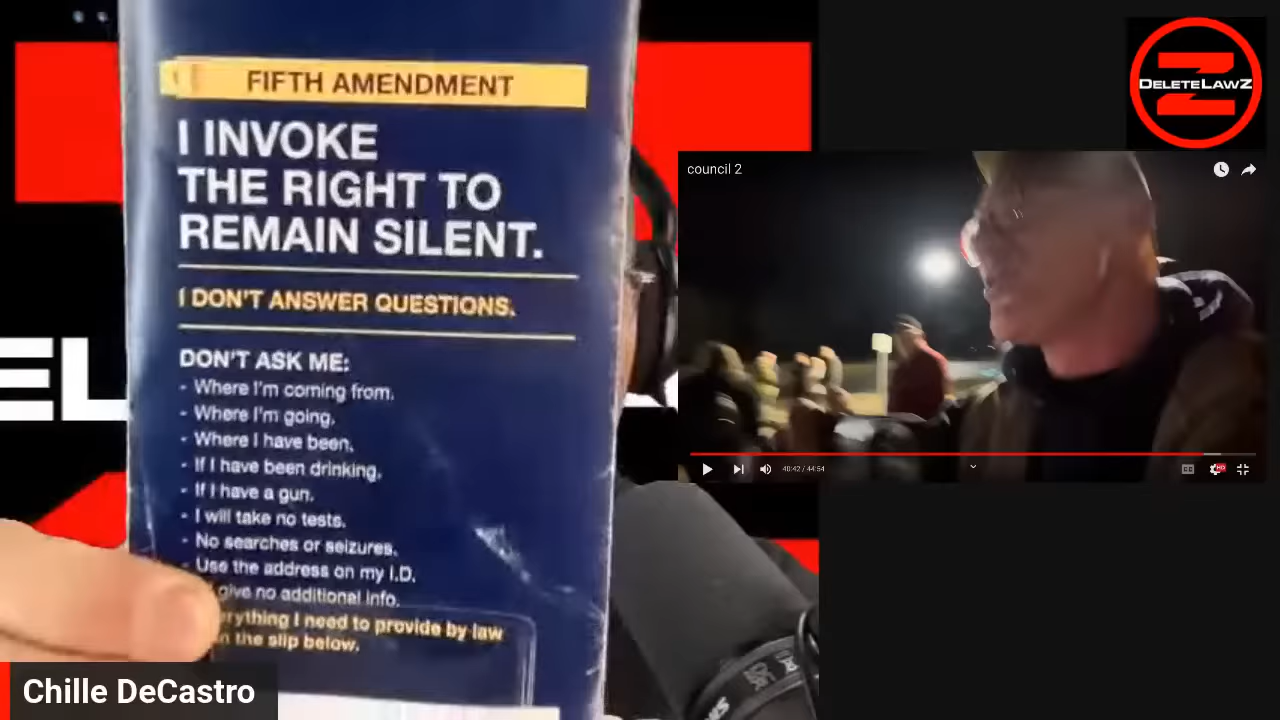 FIFTH AMENDMENT
I INVOKE
THE RIGHT TO
REMAIN SILENT.
I DON'T ANSWER QUESTIONS.
DON'T ASK ME:
- Where I'm coming from.
- Where I'm going.
- Where I have been.
- If I have been drinking.
- If I have a gun.
- I will take no tests.
- No searches or seizures.
- Use the address on my I.D.
give no additional info.
I need to provide by law
the slip below.
Chille DeCastro
EL
DELETELAWZ
council 2
40:42 / 44:54
CC
HD